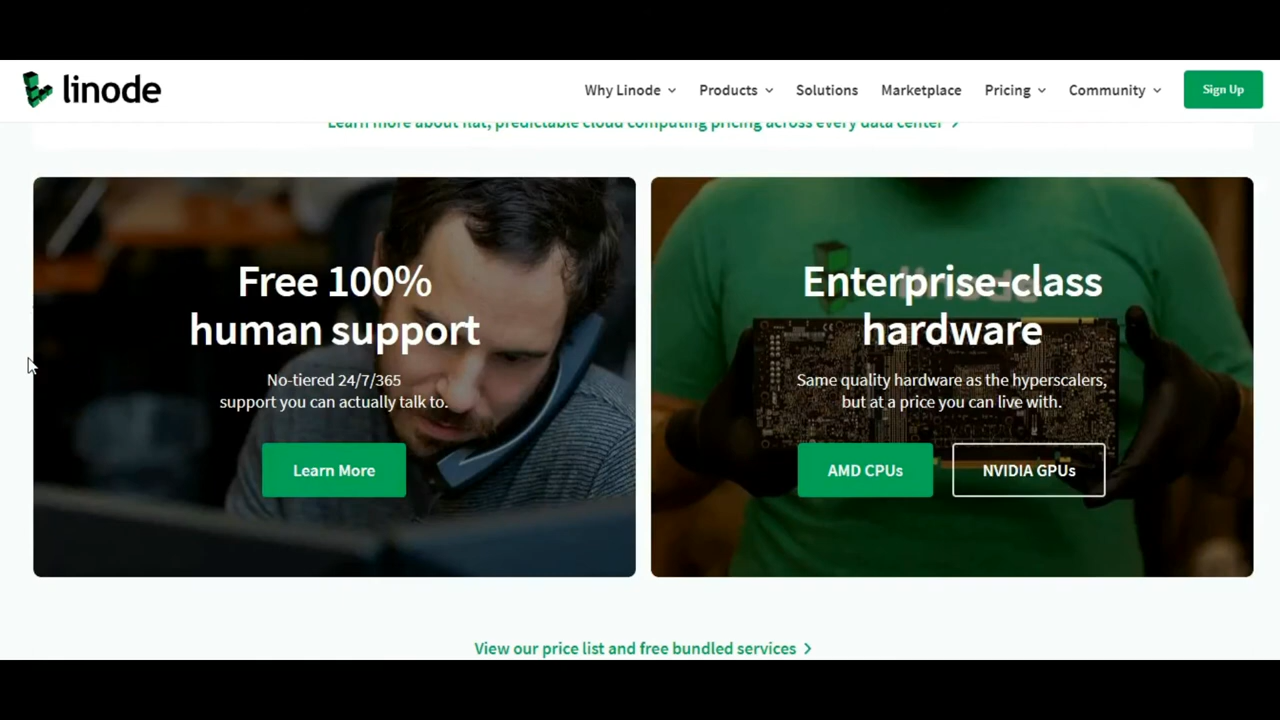 linode
Why Linode
Products
Solutions
Marketplace
Pricing
Community
Sign Up
Learn more about flat, predictable cloud computing pricing across every data center
Free 100%
human support
No-tiered 24/7/365
support you can actually talk to.
Learn More
Enterprise-class
hardware
Same quality hardware as the hyperscalers,
but at a price you can live with.
AMD CPUs
NVIDIA GPUs
View our price list and free bundled services